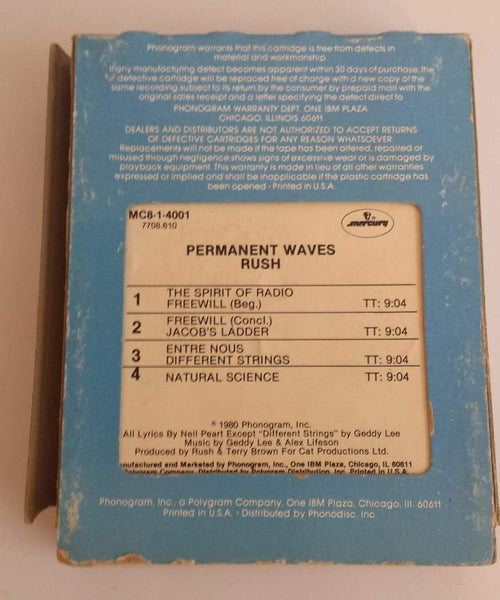 Phonogram warrants that this cartridge is free from defects in
material and workmanship.
If any manufacturing defect becomes apparent within 30 days of purchase, the
defective cartridge will be replaced free of charge with a new copy of the
same recording, subject to its return by the consumer by prepaid mail with the
original sales receipt and a letter specifying the defect direct to
PHONOGRAM WARRANTY DEPT. ONE IBM PLAZA
CHICAGO, ILLINOIS 60611
DEALERS AND DISTRIBUTORS ARE NOT AUTHORIZED TO ACCEPT RETURNS
OF DEFECTIVE CARTRIDGES FOR ANY REASON WHATSOEVER.
Replacements will not be made if the tape has been altered, repaired or
misused through negligence, shows signs of excessive wear or is damaged by
playback equipment. This warranty is made in lieu of all other warranties
expressed or implied and shall be inapplicable if the plastic cartridge has
been opened • Printed in U.S.A.
MC8-1-4001
7708.610
mercury
PERMANENT WAVES
RUSH
1 THE SPIRIT OF RADIO
FREEWILL (Beg.) TT: 9:04
2 FREEWILL (Concl.)
JACOB'S LADDER TT: 9:04
3 ENTRE NOUS
DIFFERENT STRINGS TT: 9:04
4 NATURAL SCIENCE TT: 9:04
℗ 1980 Phonogram, Inc.
All Lyrics By Neil Peart Except "Different Strings" by Geddy Lee
Music by Geddy Lee & Alex Lifeson
Produced by Rush & Terry Brown For Cat Productions Ltd.
nufactured and Marketed by Phonogram, Inc., One IBM Plaza, Chicago, IL 60611
Polygram Company, Distributed by Polygram Distribution, Inc. Printed in U.S.A.
Phonogram, Inc., a Polygram Company, One IBM Plaza, Chicago, Ill. 60611
Printed in U.S.A. • Distributed by Phonodisc, Inc.